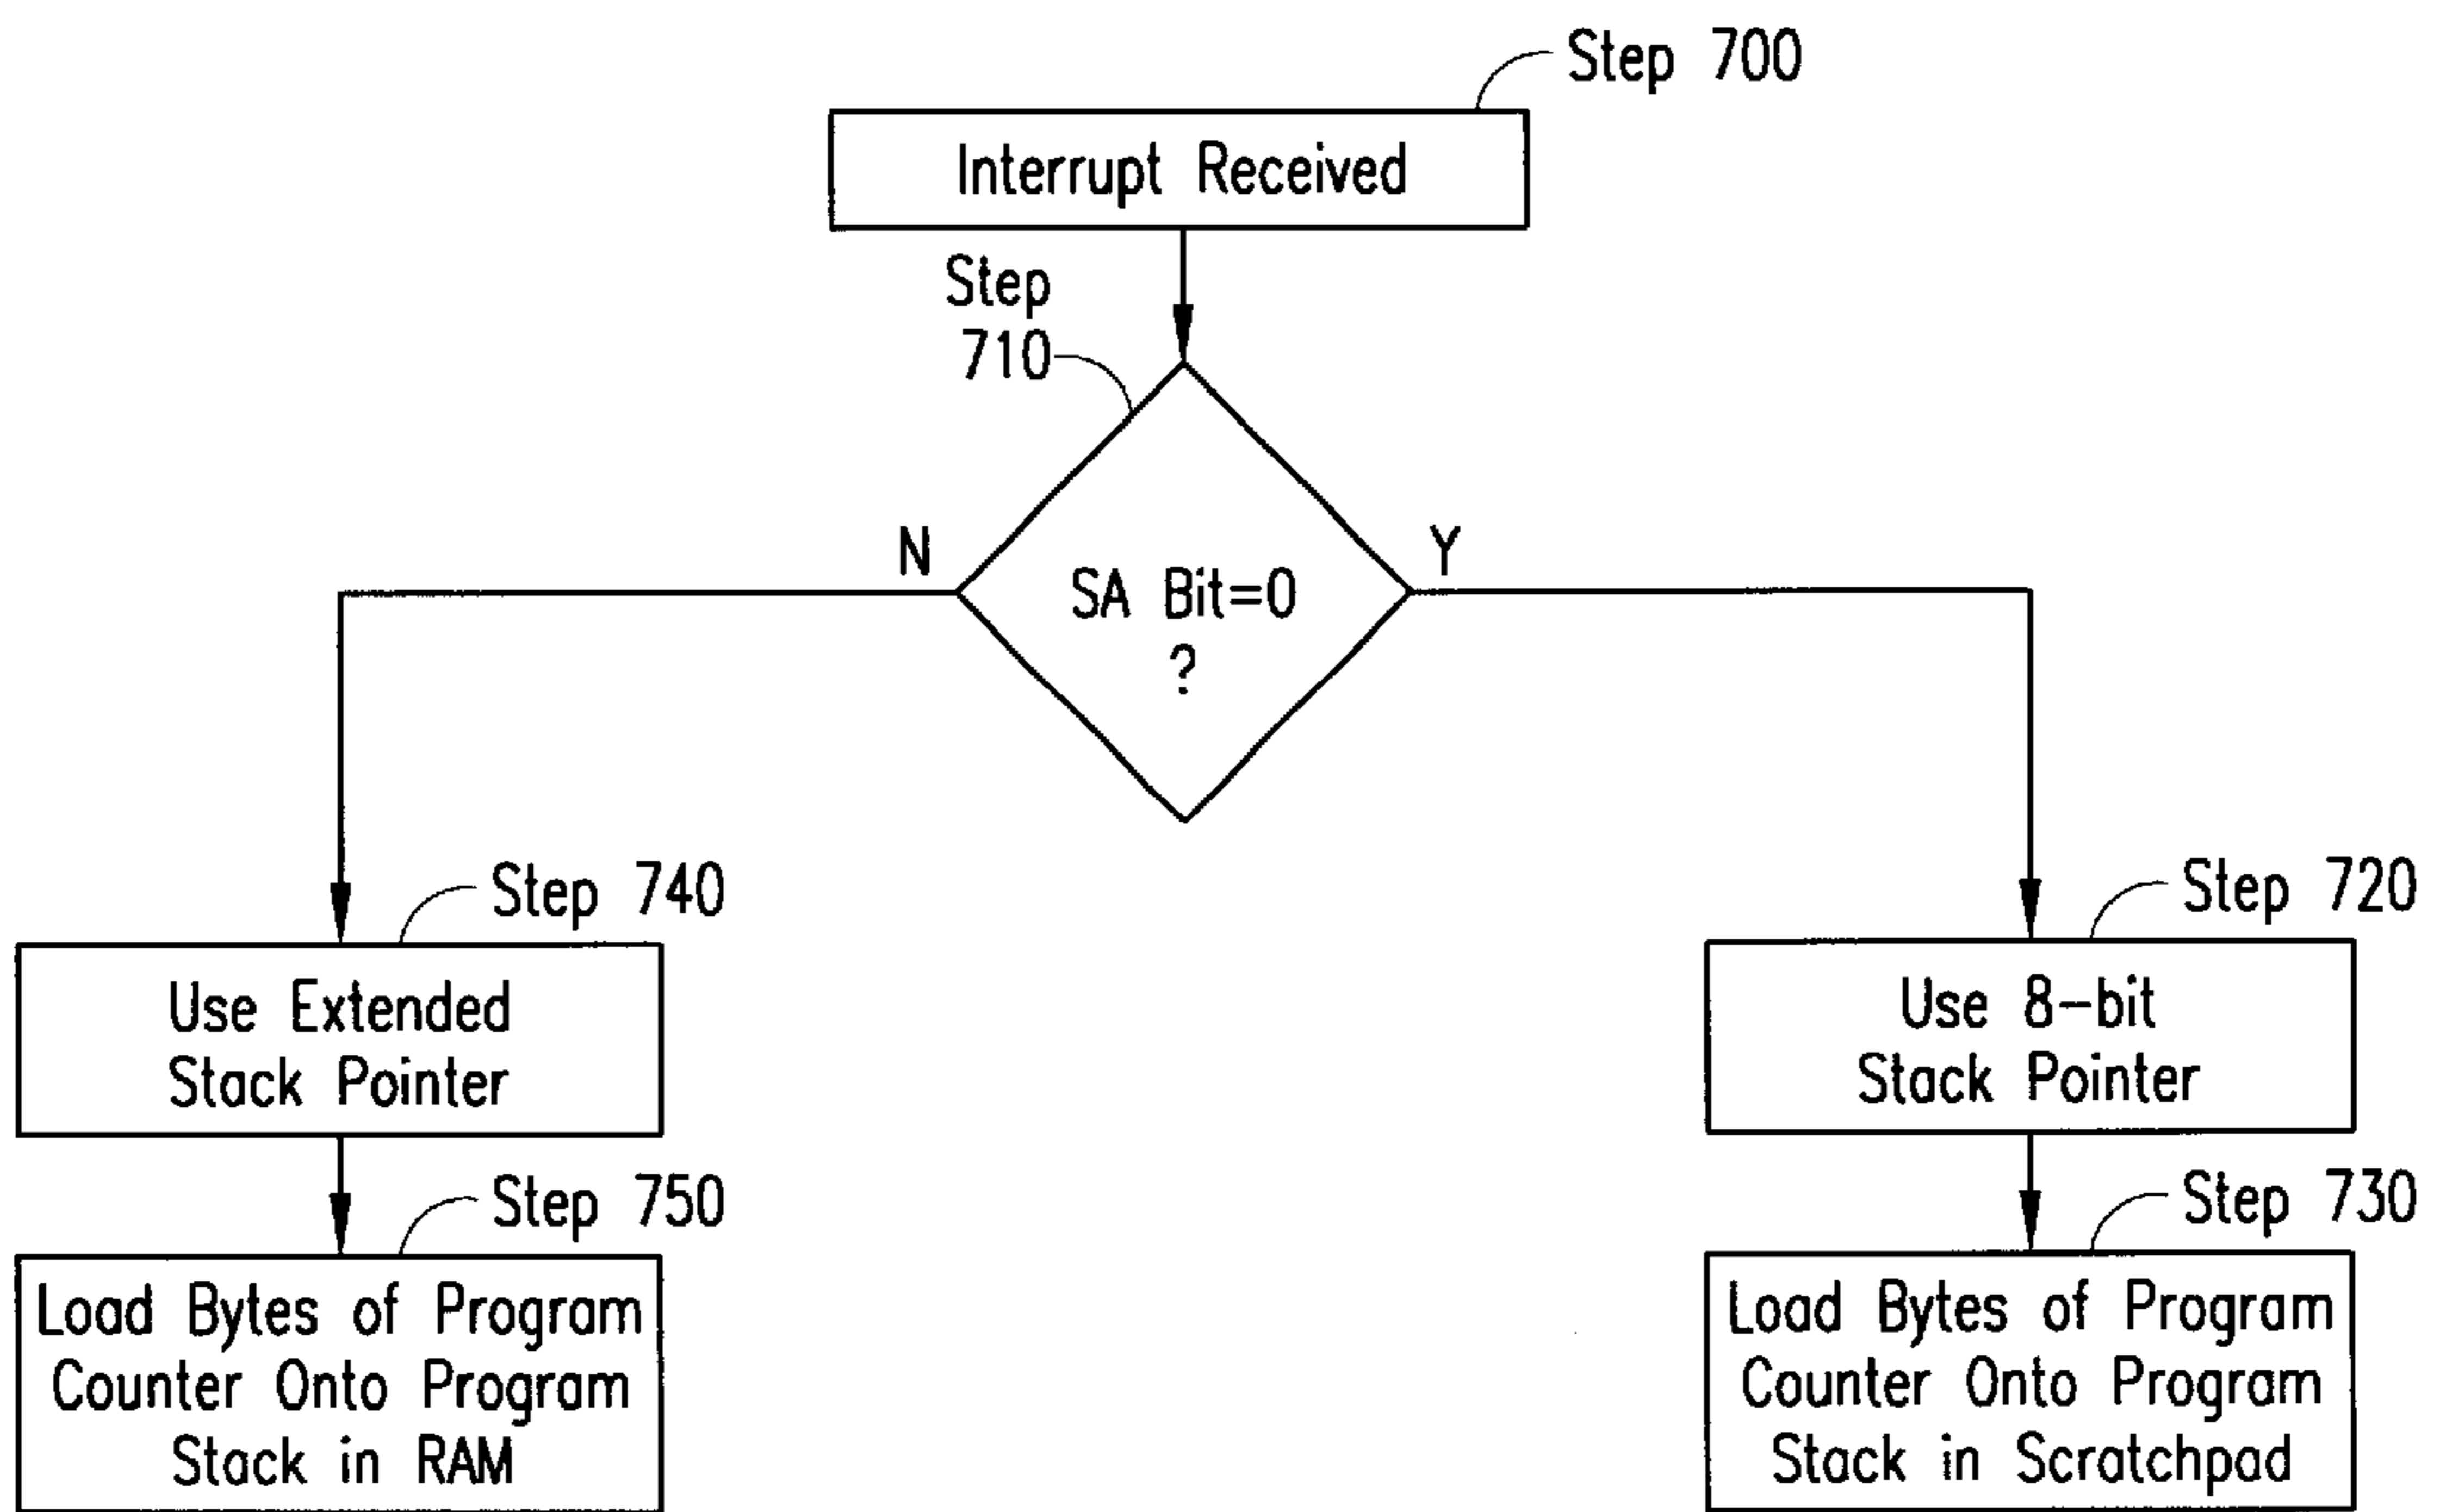 Step 700
Interrupt Received
Step
710
N
Y
SA Bit=0
?
Step 740
Step 720
Use Extended
Stack Pointer
Use 8-bit
Stack Pointer
Step 750
Step 730
Load Bytes of Program
Counter Onto Program
Stack in RAM
Load Bytes of Program
Counter Onto Program
Stack in Scratchpad